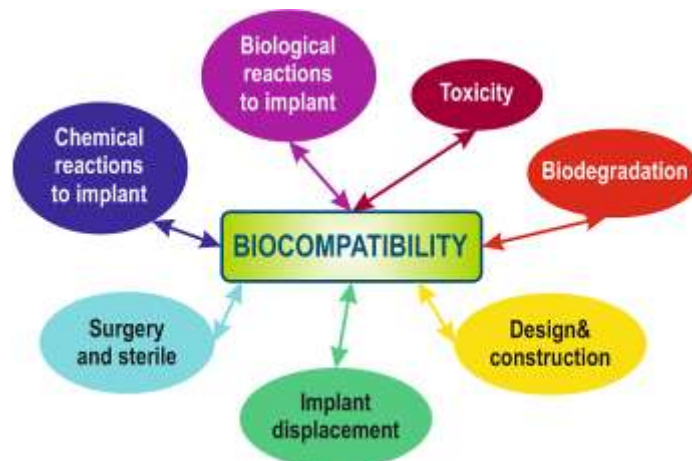 Biological
reactions
to implant
Toxicity
Chemical
reactions
to implant
Biodegradation
BIOCOMPATIBILITY
Surgery
and sterile
Design&
construction
Implant
displacement